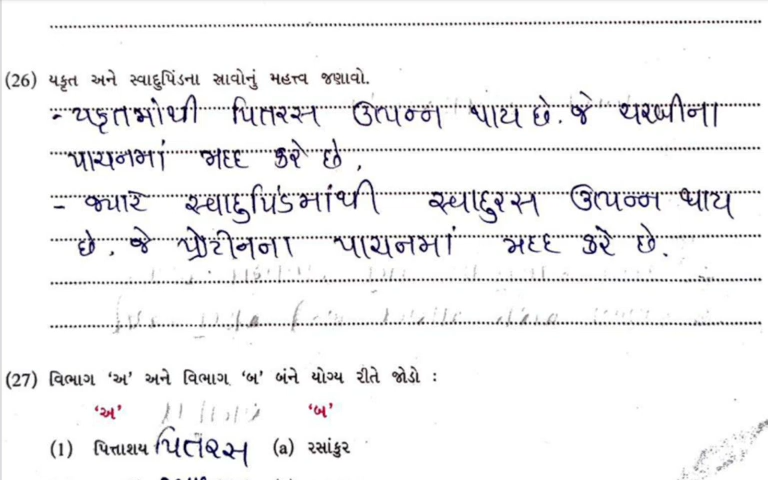 (26) યકૃત અને સ્વાદુપિંડના સ્રાવોનું મહત્ત્વ જણાવો.
- યકૃતમાંથી પિતરસ ઉત્પન્ન થાય છે. જે ચરબીના
પાચનમાં મદદ કરે છે.
- જ્યારે સ્વાદુપિંડમાંથી સ્વાદુરસ ઉત્પન્ન થાય
છે. જે પ્રોટીનના પાચનમાં મદદ કરે છે.
(27) વિભાગ ‘અ’ અને વિભાગ ‘બ’ બંને યોગ્ય રીતે જોડો :
‘અ’ ‘બ’
(1) પિત્તાશય પિતરસ (a) રસાંકુર